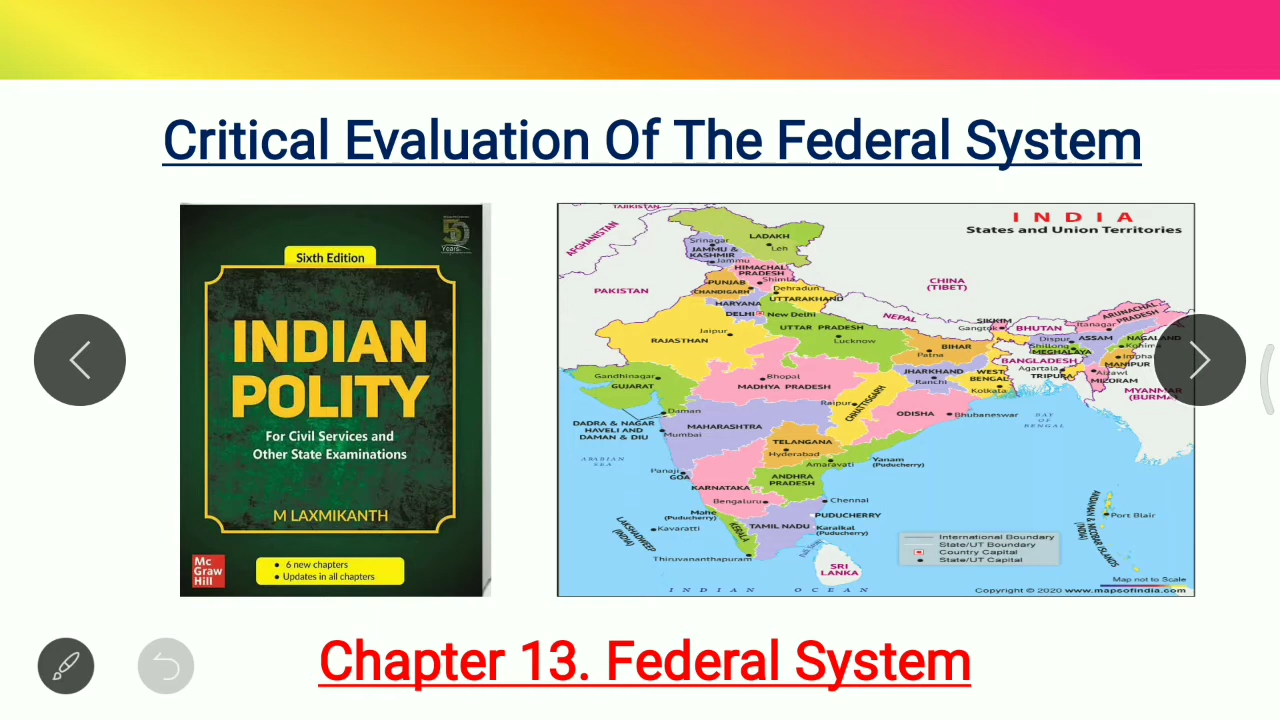 Critical Evaluation Of The Federal System
50
Years
Sixth Edition
INDIAN
POLITY
For Civil Services and
Other State Examinations
M LAXMIKANTH
Mc
Graw
Hill
• 6 new chapters
• Updates in all chapters
INDIA
States and Union Territories
TAJIKISTAN
AFGHANISTAN
PAKISTAN
CHINA
(TIBET)
NEPAL
BHUTAN
BANGLADESH
MYANMAR
(BURMA)
SRI
LANKA
LADAKH
Leh
Srinagar
JAMMU &
KASHMIR
Jammu
HIMACHAL
PRADESH
Shimla
PUNJAB
CHANDIGARH
Dehradun
UTTARAKHAND
HARYANA
DELHI
New Delhi
Jaipur
RAJASTHAN
UTTAR PRADESH
Lucknow
BIHAR
Patna
SIKKIM
Gangtok
ARUNACHAL
PRADESH
Itanagar
Dispur
ASSAM
NAGALAND
Kohima
Shillong
MEGHALAYA
Imphal
MANIPUR
Agartala
TRIPURA
Aizawl
MIZORAM
Gandhinagar
GUJARAT
Bhopal
MADHYA PRADESH
JHARKHAND
Ranchi
WEST
BENGAL
Kolkata
Raipur
CHHATTISGARH
ODISHA
Bhubaneswar
Daman
DADRA & NAGAR
HAVELI AND
DAMAN & DIU
Mumbai
MAHARASHTRA
TELANGANA
Hyderabad
Amaravati
Yanam
(Puducherry)
ANDHRA
PRADESH
Panaji
GOA
KARNATAKA
Bengaluru
Chennai
Mahe
(Puducherry)
PUDUCHERRY
Karaikal
(Puducherry)
TAMIL NADU
KERALA
Thiruvananthapuram
LAKSHADWEEP
(INDIA)
Kavaratti
ANDAMAN & NICOBAR ISLANDS
(INDIA)
Port Blair
ARABIAN
SEA
BAY
OF
BENGAL
INDIAN OCEAN
International Boundary
State/UT Boundary
Country Capital
State/UT Capital
Map not to Scale
Copyright © 2020 www.mapsofindia.com
Chapter 13. Federal System